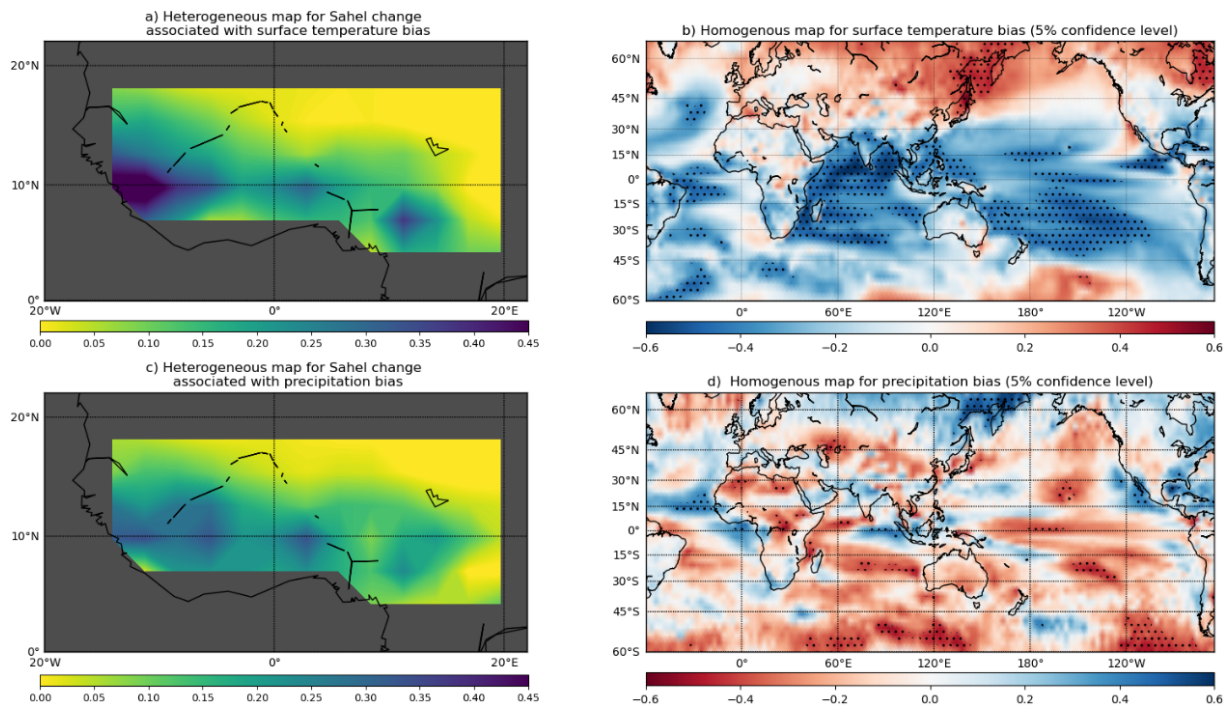 a) Heterogeneous map for Sahel change
associated with surface temperature bias
20°N
10°N
0°
20°W 0° 20°E
0.00 0.05 0.10 0.15 0.20 0.25 0.30 0.35 0.40 0.45
b) Homogenous map for surface temperature bias (5% confidence level)
60°N
45°N
30°N
15°N
0°
15°S
30°S
45°S
60°S
0° 60°E 120°E 180° 120°W
−0.6 −0.4 −0.2 0.0 0.2 0.4 0.6
c) Heterogenous map for Sahel change
associated with precipitation bias
20°N
10°N
0°
20°W 0° 20°E
0.00 0.05 0.10 0.15 0.20 0.25 0.30 0.35 0.40 0.45
d) Homogenous map for precipitation bias (5% confidence level)
60°N
45°N
30°N
15°N
0°
15°S
30°S
45°S
60°S
0° 60°E 120°E 180° 120°W
−0.6 −0.4 −0.2 0.0 0.2 0.4 0.6